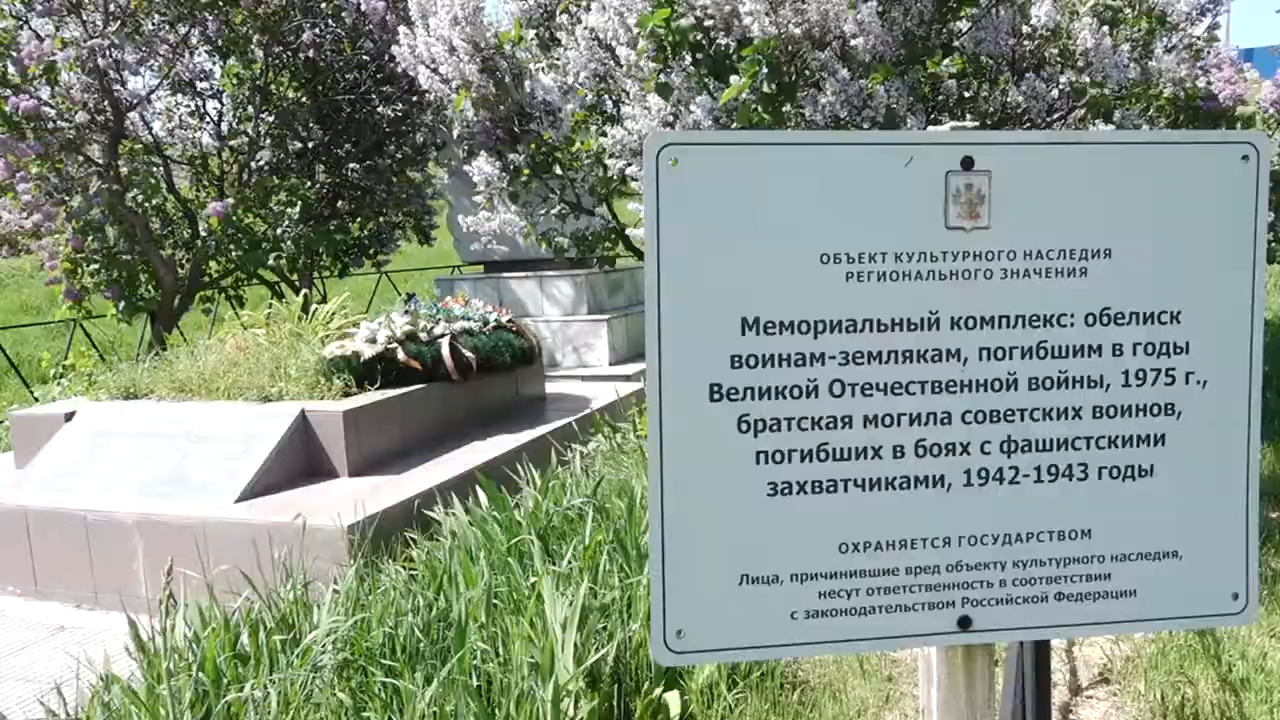 ОБЪЕКТ КУЛЬТУРНОГО НАСЛЕДИЯ
РЕГИОНАЛЬНОГО ЗНАЧЕНИЯ
Мемориальный комплекс: обелиск
воинам-землякам, погибшим в годы
Великой Отечественной войны, 1975 г.,
братская могила советских воинов,
погибших в боях с фашистскими
захватчиками, 1942-1943 годы
ОХРАНЯЕТСЯ ГОСУДАРСТВОМ
Лица, причинившие вред объекту культурного наследия,
несут ответственность в соответствии
с законодательством Российской Федерации